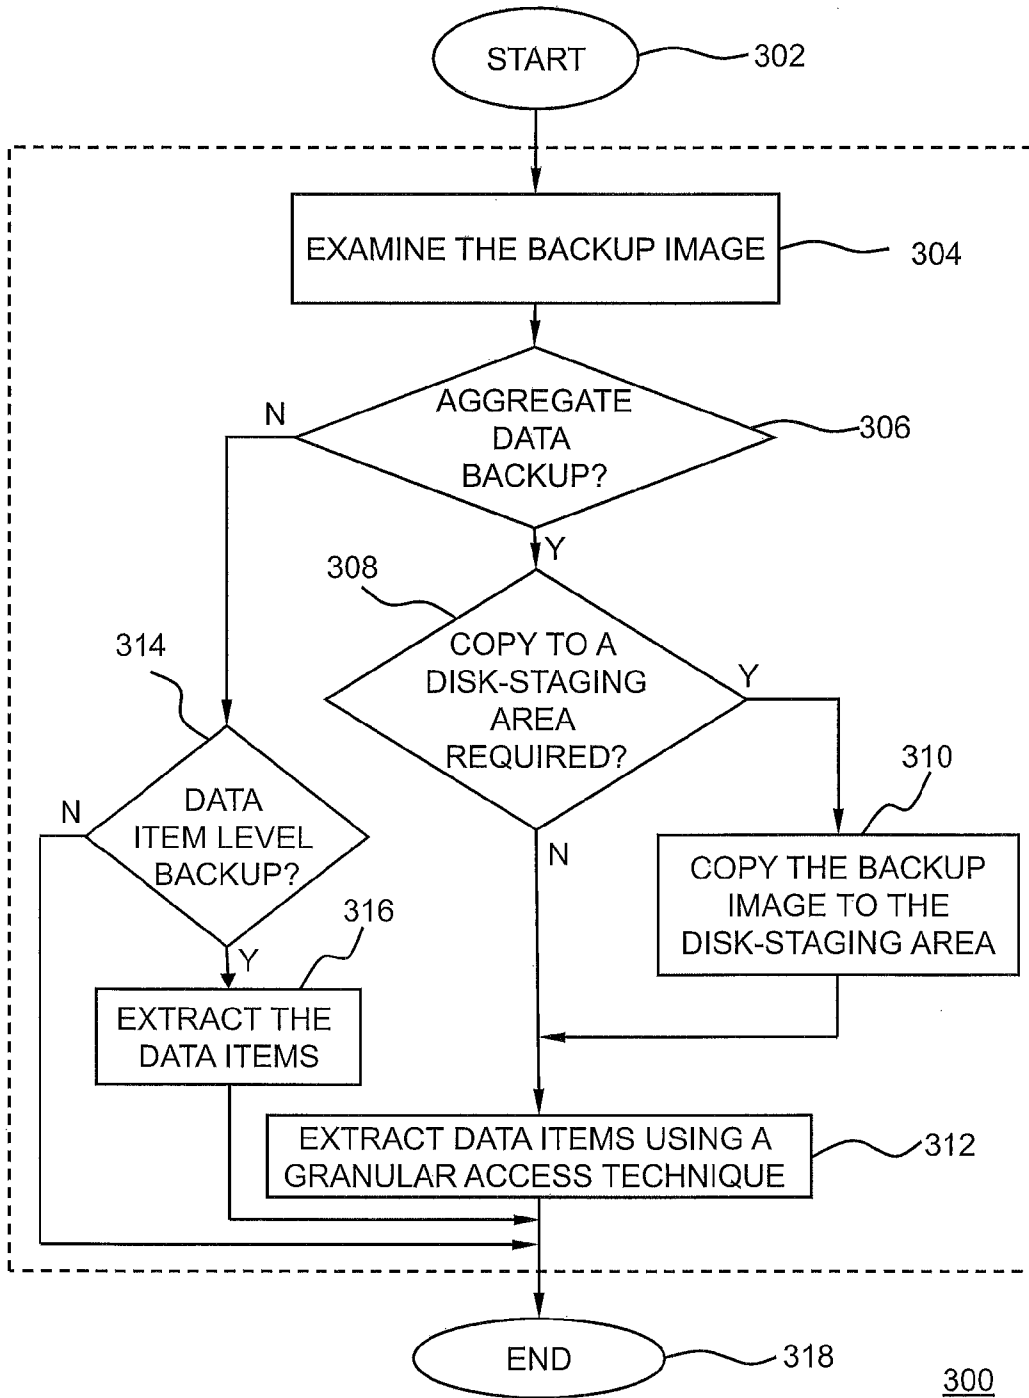 START
302
EXAMINE THE BACKUP IMAGE
304
AGGREGATE
DATA
BACKUP?
306
N
Y
308
COPY TO A
DISK-STAGING
AREA
REQUIRED?
Y
N
314
DATA
ITEM LEVEL
BACKUP?
N
Y
310
COPY THE BACKUP
IMAGE TO THE
DISK-STAGING AREA
316
EXTRACT THE
DATA ITEMS
EXTRACT DATA ITEMS USING A
GRANULAR ACCESS TECHNIQUE
312
END
318
300